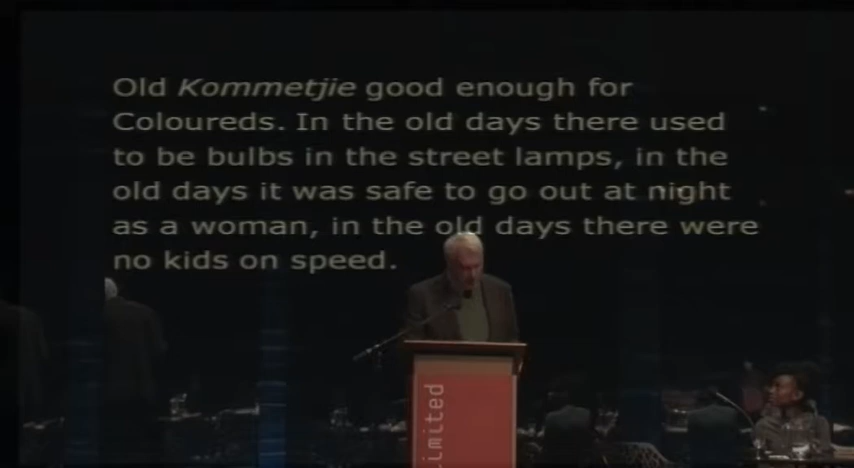 Old Kommetjie good enough for
Coloureds. In the old days there used
to be bulbs in the street lamps, in the
old days it was safe to go out at night
as a woman, in the old days there were
no kids on speed.
limited